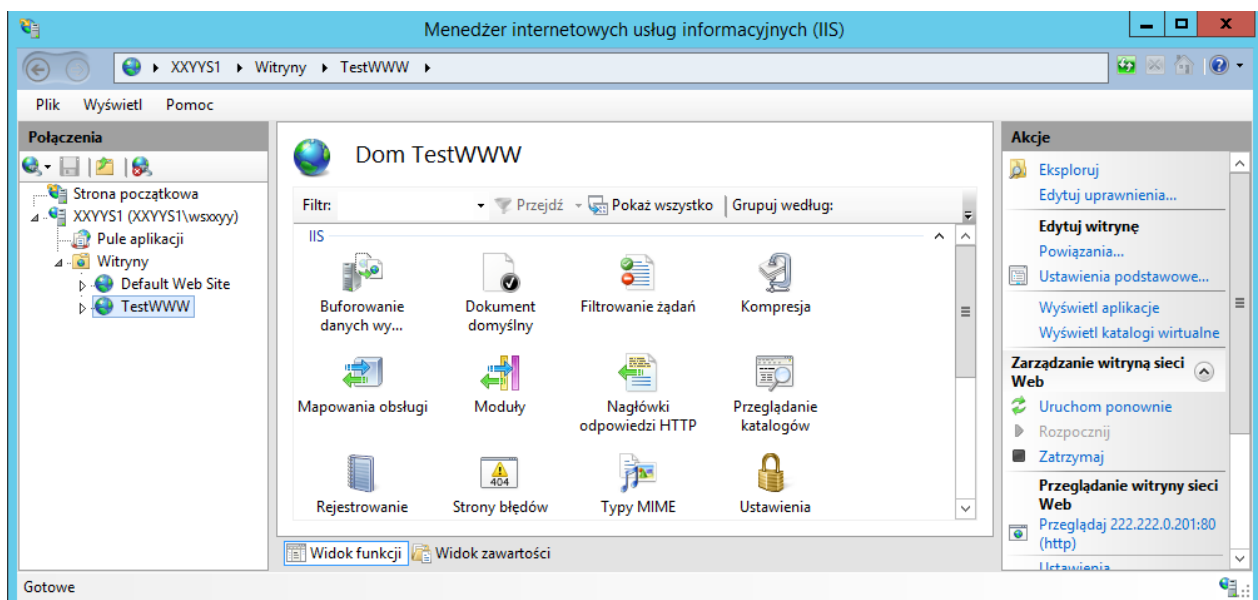 Menedżer internetowych usług informacyjnych (IIS)
XXYYS1 Witryny TestWWW
Plik Wyświetl Pomoc
Połączenia
Strona początkowa
XXYYS1 (XXYYS1\wsxxyy)
Pule aplikacji
Witryny
Default Web Site
TestWWW
Dom TestWWW
Filtr: Przejdź Pokaż wszystko Grupuj według:
IIS
Buforowanie
danych wy...
Dokument
domyślny
Filtrowanie żądań
Kompresja
Mapowania obsługi
Moduły
Nagłówki
odpowiedzi HTTP
Przeglądanie
katalogów
404
Rejestrowanie
Strony błędów
Typy MIME
Ustawienia
Widok funkcji Widok zawartości
Akcje
Eksploruj
Edytuj uprawnienia...
Edytuj witrynę
Powiązania...
Ustawienia podstawowe...
Wyświetl aplikacje
Wyświetl katalogi wirtualne
Zarządzanie witryną sieci
Web
Uruchom ponownie
Rozpocznij
Zatrzymaj
Przeglądanie witryny sieci
Web
Przeglądaj 222.222.0.201:80
(http)
Ustawienia
Gotowe